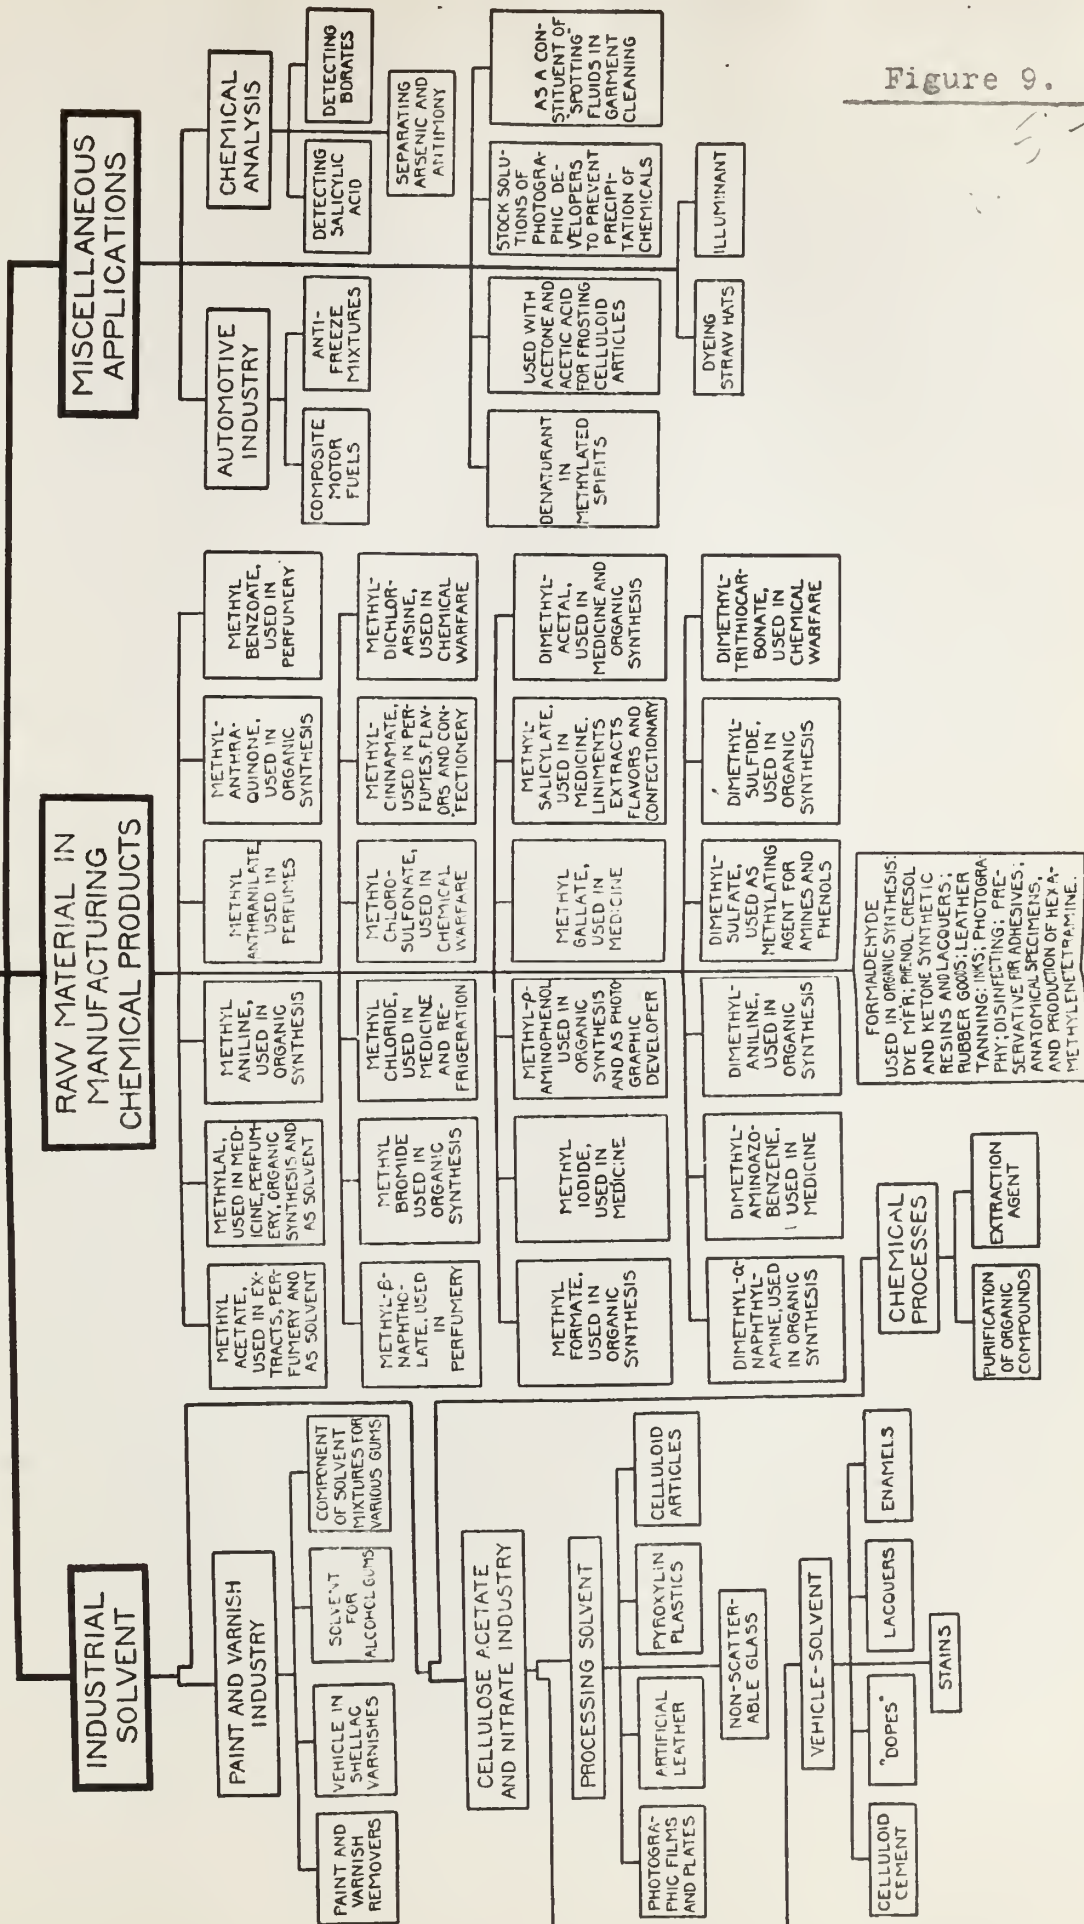 Figure 9.
INDUSTRIAL
SOLVENT
PAINT AND VARNISH
INDUSTRY
PAINT AND
VARNISH
REMOVERS
VEHICLE IN
SHELLAC
VARNISHES
SOLVENT
FOR
ALCOHOL GUMS
COMPONENT
OF SOLVENT
MIXTURES FOR
VARIOUS GUMS
CELLULOSE ACETATE
AND NITRATE INDUSTRY
PROCESSING SOLVENT
PHOTOGRA-
PHIC FILMS
AND PLATES
ARTIFICIAL
LEATHER
PYROXYLIN
PLASTICS
CELLULOID
ARTICLES
NON-SCATTER-
ABLE GLASS
VEHICLE-SOLVENT
CELLULOID
CEMENT
"DOPES"
LACQUERS
ENAMELS
STAINS
CHEMICAL
PROCESSES
PURIFICATION
OF ORGANIC
COMPOUNDS
EXTRACTION
AGENT
RAW MATERIAL IN
MANUFACTURING
CHEMICAL PRODUCTS
METHYL
ACETATE,
USED IN EX-
TRACTS, PER-
FUMERY AND
AS SOLVENT
METHYLAL,
USED IN MED-
ICINE, PERFUM-
ERY, ORGANIC
SYNTHESIS AND
AS SOLVENT
METHYL
ANILINE,
USED IN
ORGANIC
SYNTHESIS
METHYL
ANTHRANILATE,
USED IN
PERFUMES
METHYL-
ANTHRA-
QUINONE,
USED IN
ORGANIC
SYNTHESIS
METHYL
BENZOATE,
USED IN
PERFUMERY
METHYL-β-
NAPHTHO-
LATE, USED
IN
PERFUMERY
METHYL
BROMIDE
USED IN
ORGANIC
SYNTHESIS
METHYL
CHLORIDE,
USED IN
MEDICINE
AND RE-
FRIGERATION
METHYL
CHLORO-
SULFONATE,
USED IN
CHEMICAL
WARFARE
METHYL-
CINNAMATE,
USED IN PER-
FUMES, FLAV-
ORS AND CON-
FECTIONERY
METHYL-
DICHLOR-
ARSINE,
USED IN
CHEMICAL
WARFARE
METHYL
FORMATE,
USED IN
ORGANIC
SYNTHESIS
METHYL
IODIDE,
USED IN
MEDICINE
METHYL-P-
AMINOPHENOL
USED IN
ORGANIC
SYNTHESIS
AND AS PHOTO
GRAPHIC
DEVELOPER
METHYL
GALLATE,
USED IN
MEDICINE
METHYL-
SALICYLATE,
USED IN
MEDICINE.
LINIMENTS
EXTRACTS
FLAVORS AND
CONFECTIONARY
DIMETHYL-
ACETAL,
USED IN
MEDICINE AND
ORGANIC
SYNTHESIS
DIMETHYL-α-
NAPHTHYL-
AMINE, USED
IN ORGANIC
SYNTHESIS
DIMETHYL-
AMINOAZO-
BENZENE,
USED IN
MEDICINE
DIMETHYL-
ANILINE,
USED IN
ORGANIC
SYNTHESIS
DIMETHYL-
SULFATE,
USED AS
METHYLATING
AGENT FOR
AMINES AND
PHENOLS
DIMETHYL-
SULFIDE,
USED IN
ORGANIC
SYNTHESIS
DIMETHYL-
TRITHIOCAR-
BONATE,
USED IN
CHEMICAL
WARFARE
FORMALDEHYDE
USED IN ORGANIC SYNTHESIS;
DYE M'F'R; PHENOL, CRESOL
AND KETONE SYNTHETIC
RESINS AND LACQUERS;
RUBBER GOODS; LEATHER
TANNING; INKS; PHOTOGRA-
PHY; DISINFECTING; PRE-
SERVATIVE FOR ADHESIVES;
ANATOMICAL SPECIMENS,
AND PRODUCTION OF HEXA-
METHYLENETETRAMINE.
MISCELLANEOUS
APPLICATIONS
AUTOMOTIVE
INDUSTRY
COMPOSITE
MOTOR
FUELS
ANTI-
FREEZE
MIXTURES
CHEMICAL
ANALYSIS
DETECTING
SALICYLIC
ACID
DETECTING
BORATES
SEPARATING
ARSENIC AND
ANTIMONY
DENATURANT
IN
METHYLATED
SPIRITS
USED WITH
ACETONE AND
ACETIC ACID
FOR FROSTING
CELLULOID
ARTICLES
STOCK SOLU-
TIONS OF
PHOTOGRA-
PHIC DE-
VELOPERS
TO PREVENT
PRECIPI-
TATION OF
CHEMICALS
AS A CON-
STITUENT OF
"SPOTTING"
FLUIDS IN
GARMENT
CLEANING
DYEING
STRAW HATS
ILLUMINANT